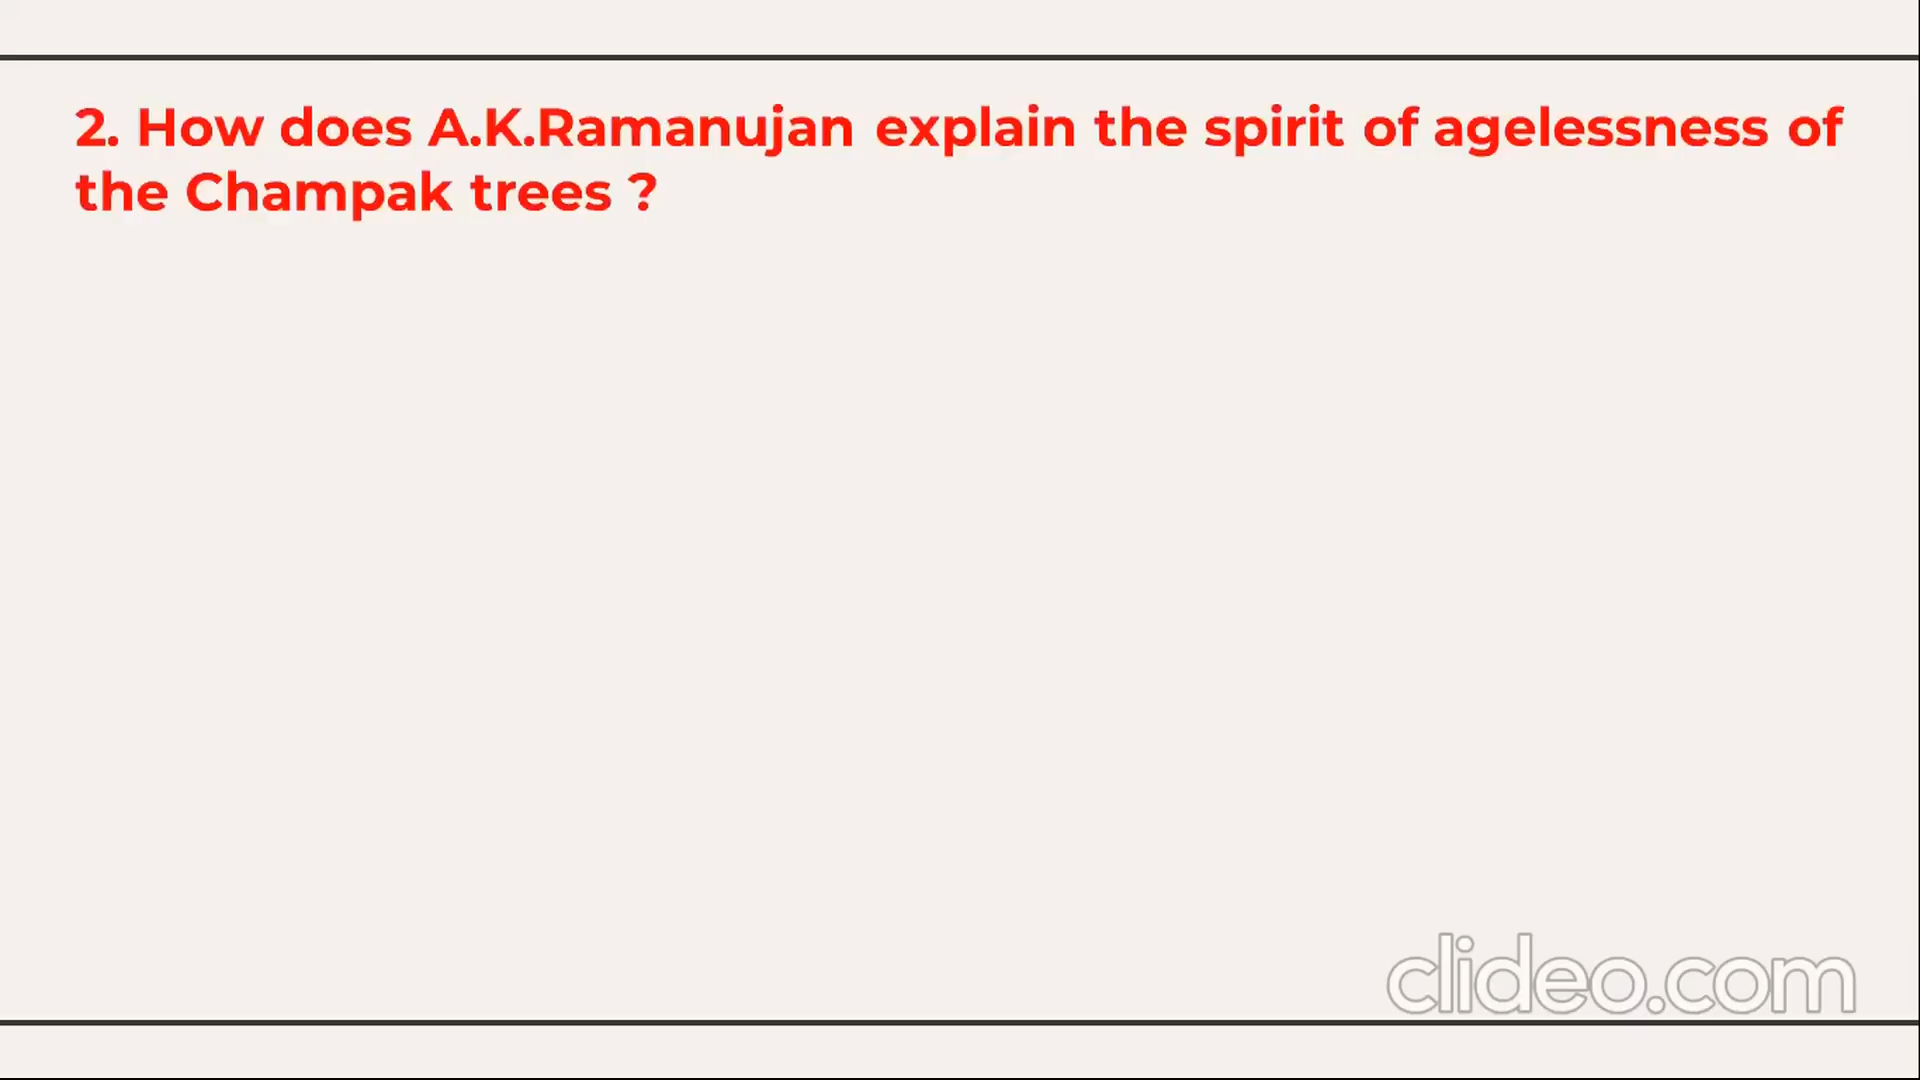 2. How does A.K.Ramanujan explain the spirit of agelessness of
the Champak trees ?
clideo.com